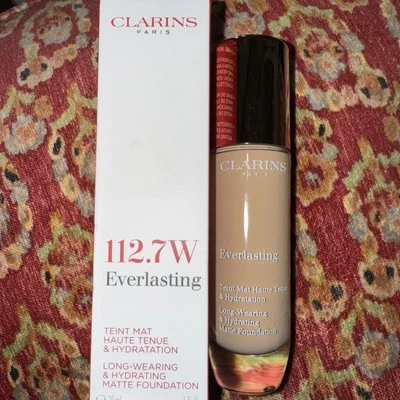 CLARINS
PARIS
112.7W
Everlasting
TEINT MAT
HAUTE TENUE
& HYDRATATION
LONG-WEARING
& HYDRATING
MATTE FOUNDATION
CLARINS
PARIS
Everlasting
Teint Mat Haute Tenue
& Hydratation
Long-Wearing
& Hydrating
Matte Foundation